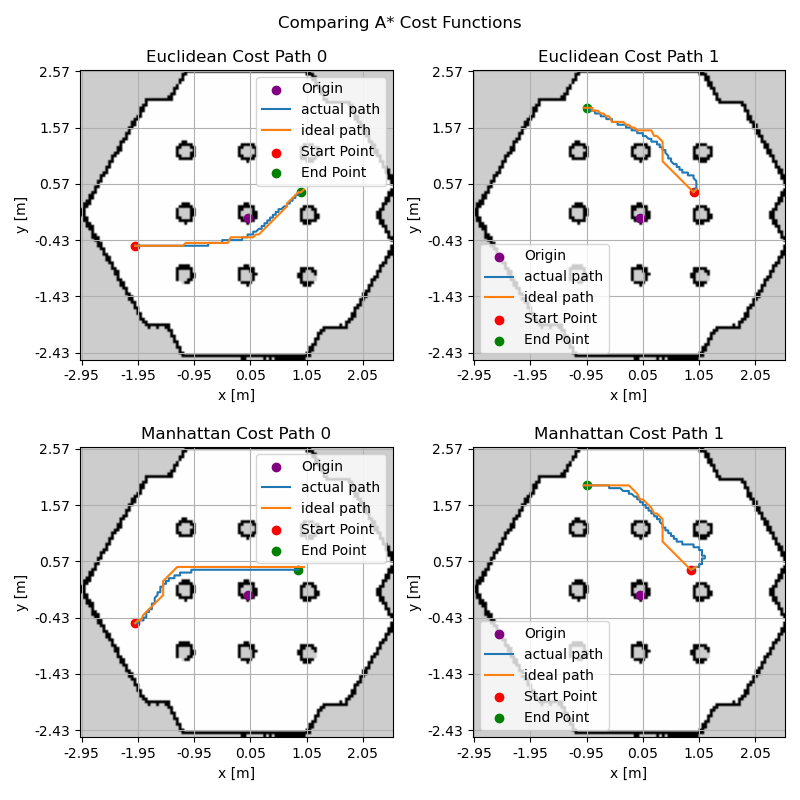 Comparing A* Cost Functions
Euclidean Cost Path 0
2.57
1.57
0.57
-0.43
-1.43
-2.43
y [m]
Origin
actual path
ideal path
Start Point
End Point
-2.95 -1.95 -0.95 0.05 1.05 2.05
x [m]
Euclidean Cost Path 1
2.57
1.57
0.57
-0.43
-1.43
-2.43
y [m]
Origin
actual path
ideal path
Start Point
End Point
-2.95 -1.95 -0.95 0.05 1.05 2.05
x [m]
Manhattan Cost Path 0
2.57
1.57
0.57
-0.43
-1.43
-2.43
y [m]
Origin
actual path
ideal path
Start Point
End Point
-2.95 -1.95 -0.95 0.05 1.05 2.05
x [m]
Manhattan Cost Path 1
2.57
1.57
0.57
-0.43
-1.43
-2.43
y [m]
Origin
actual path
ideal path
Start Point
End Point
-2.95 -1.95 -0.95 0.05 1.05 2.05
x [m]